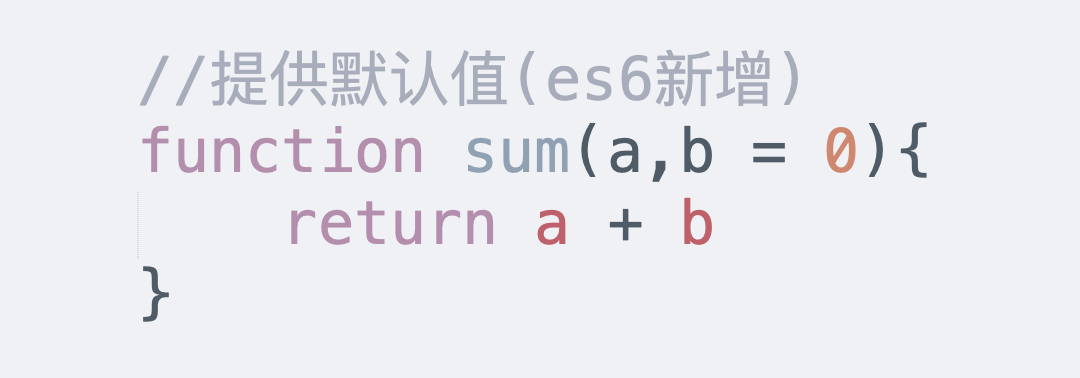 //提供默认值(es6新增)
function sum(a,b = 0){
    return a + b
}